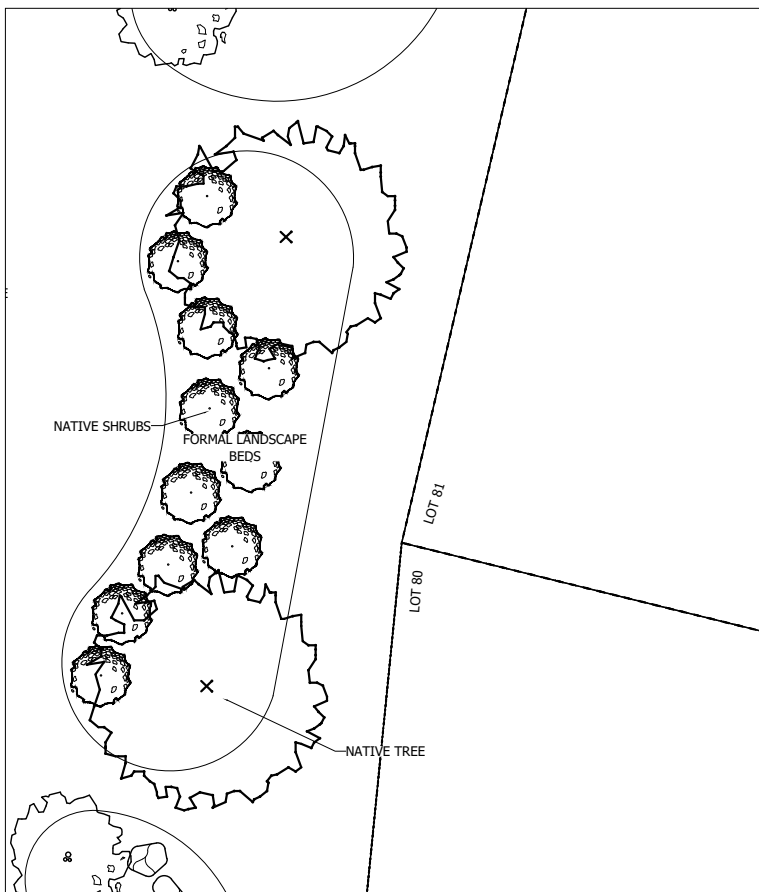 NATIVE SHRUBS
FORMAL LANDSCAPE
BEDS
LOT 81
LOT 80
NATIVE TREE